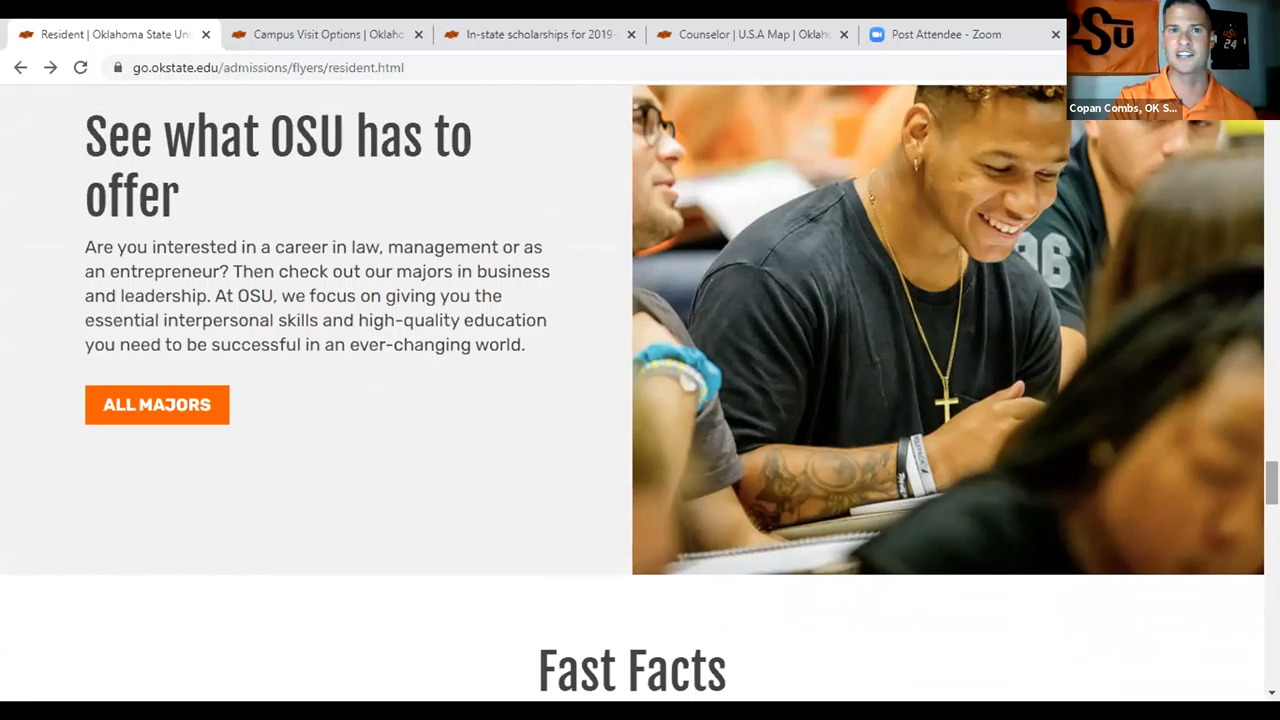 Resident | Oklahoma State Uni
Campus Visit Options | Oklaho
In-state scholarships for 2019-
Counselor | U.S.A Map | Oklah
Post Attendee - Zoom
go.okstate.edu/admissions/flyers/resident.html
OSU
24
Copan Combs, OK S...
See what OSU has to
offer
Are you interested in a career in law, management or as
an entrepreneur? Then check out our majors in business
and leadership. At OSU, we focus on giving you the
essential interpersonal skills and high-quality education
you need to be successful in an ever-changing world.
ALL MAJORS
96
Fast Facts